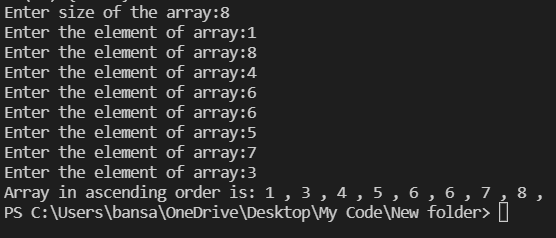 Enter size of the array:8
Enter the element of array:1
Enter the element of array:8
Enter the element of array:4
Enter the element of array:6
Enter the element of array:6
Enter the element of array:5
Enter the element of array:7
Enter the element of array:3
Array in ascending order is: 1 , 3 , 4 , 5 , 6 , 6 , 7 , 8 ,
PS C:\Users\bansa\OneDrive\Desktop\My Code\New folder>